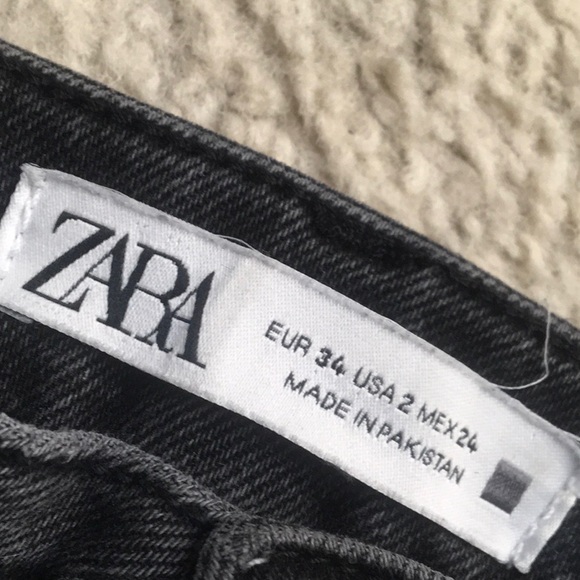 ZARA
EUR 34 USA 2 MEX 24
MADE IN PAKISTAN